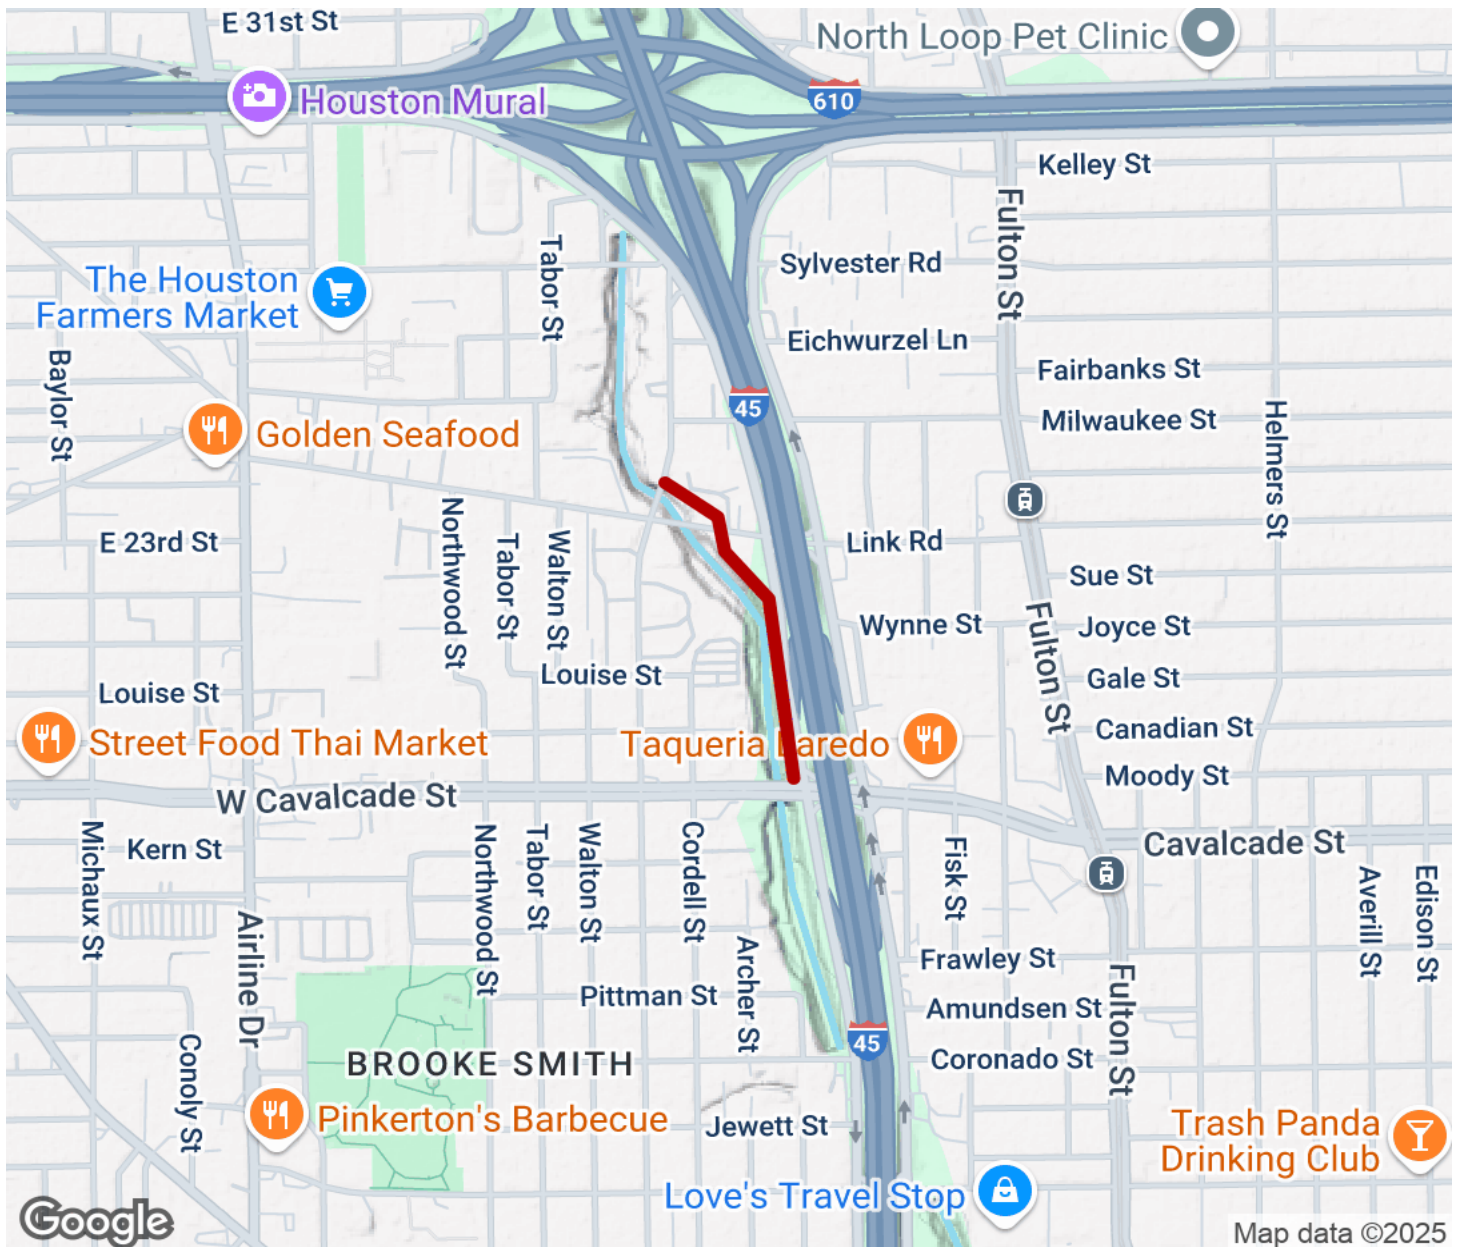 E 31st St
North Loop Pet Clinic
Houston Mural
610
Kelley St
Fulton St
Tabor St
Sylvester Rd
The Houston
Farmers Market
Eichwurzel Ln
Baylor St
Fairbanks St
45
Milwaukee St
Helmers St
Golden Seafood
Northwood St
E 23rd St
Tabor St
Walton St
Link Rd
Sue St
Wynne St
Fulton St
Joyce St
Louise St
Gale St
Louise St
Street Food Thai Market
Taqueria Laredo
Canadian St
Moody St
W Cavalcade St
Michaux St
Kern St
Northwood St
Tabor St
Walton St
Cordell St
Fisk St
Cavalcade St
Averill St
Edison St
Airline Dr
Archer St
Frawley St
Pittman St
Amundsen St
Fulton St
Conoly St
BROOKE SMITH
45
Coronado St
Pinkerton's Barbecue
Jewett St
Trash Panda
Drinking Club
Love's Travel Stop
Google
Map data ©2025